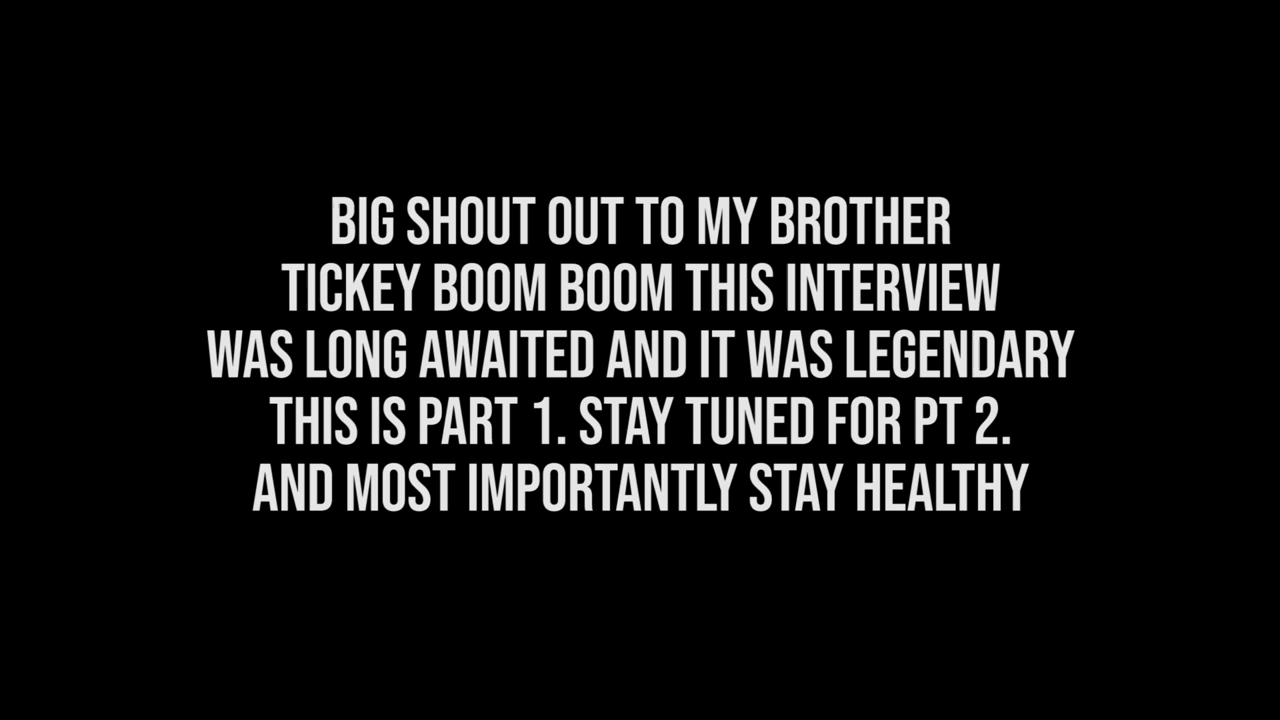 BIG SHOUT OUT TO MY BROTHER
TICKEY BOOM BOOM THIS INTERVIEW
WAS LONG AWAITED AND IT WAS LEGENDARY
THIS IS PART 1. STAY TUNED FOR PT 2.
AND MOST IMPORTANTLY STAY HEALTHY